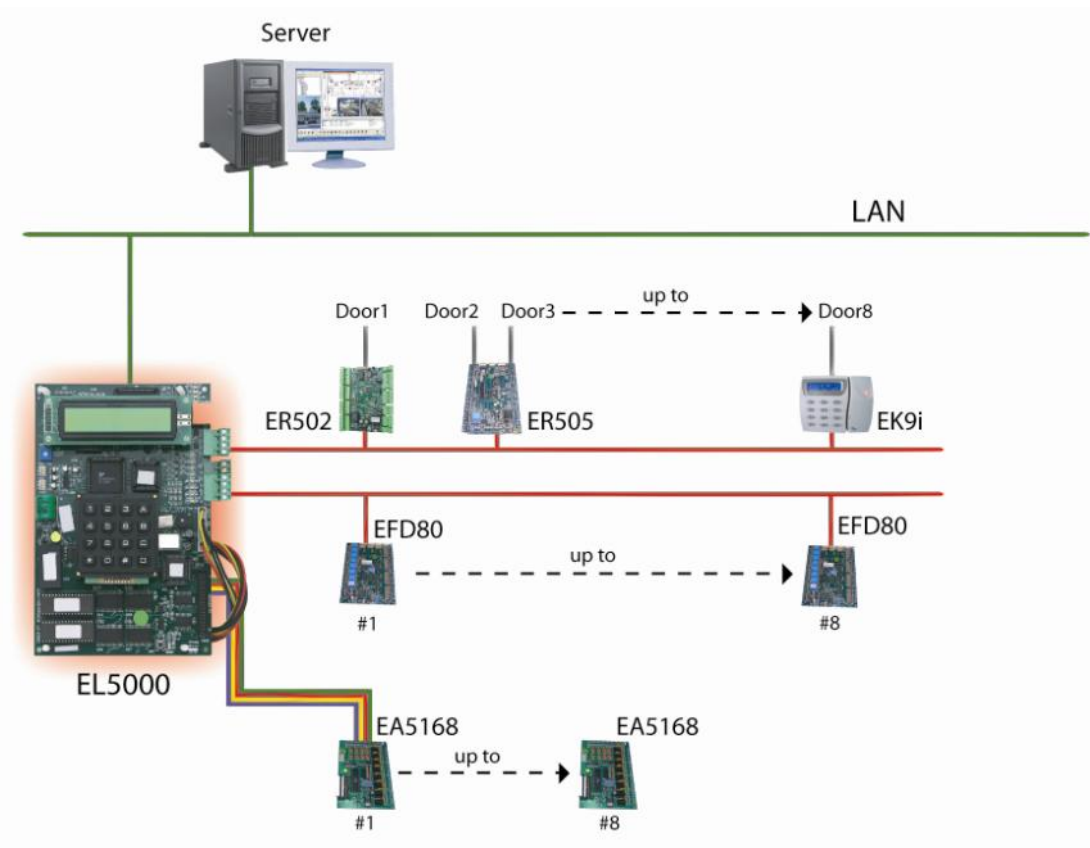 Server
LAN
Door1
Door2
Door3
up to
Door8
ER502
ER505
EK9i
EFD80
EFD80
up to
#1
#8
EL5000
EA5168
EA5168
up to
#1
#8